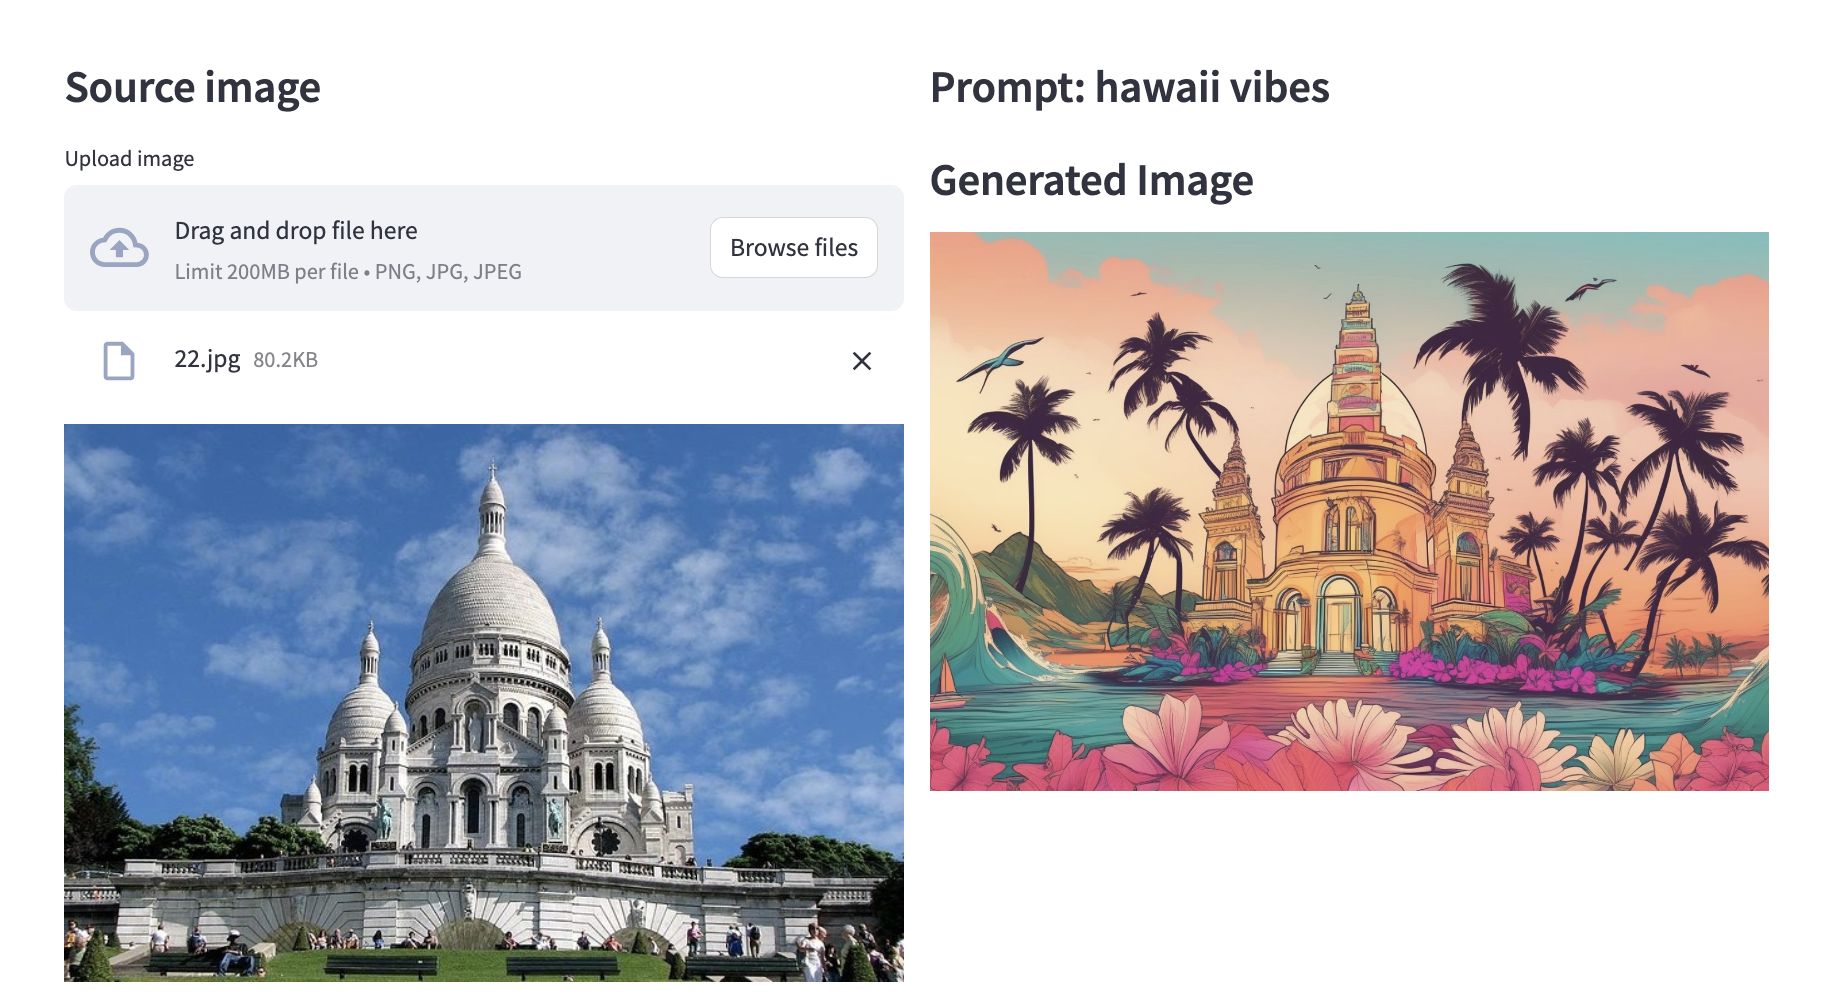 Source image
Upload image
Drag and drop file here
Limit 200MB per file • PNG, JPG, JPEG
Browse files
22.jpg 80.2KB
Prompt: hawaii vibes
Generated Image